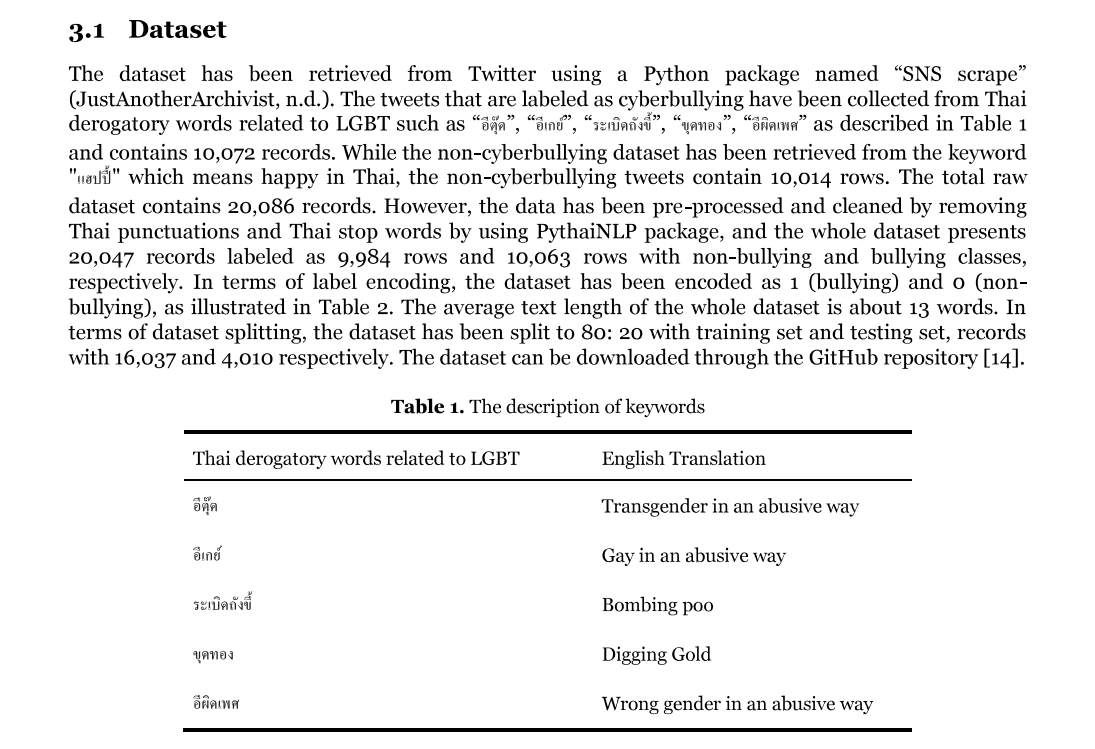 3.1 Dataset
The dataset has been retrieved from Twitter using a Python package named “SNS scrape”
(JustAnotherArchivist, n.d.). The tweets that are labeled as cyberbullying have been collected from Thai
derogatory words related to LGBT such as “อีตุ๊ด”, “อีเกย์”, “ระเบิดถังขี้”, “ขุดทอง”, “อีผิดเพศ” as described in Table 1
and contains 10,072 records. While the non-cyberbullying dataset has been retrieved from the keyword
"แฮปปี้" which means happy in Thai, the non-cyberbullying tweets contain 10,014 rows. The total raw
dataset contains 20,086 records. However, the data has been pre-processed and cleaned by removing
Thai punctuations and Thai stop words by using PythaiNLP package, and the whole dataset presents
20,047 records labeled as 9,984 rows and 10,063 rows with non-bullying and bullying classes,
respectively. In terms of label encoding, the dataset has been encoded as 1 (bullying) and 0 (non-
bullying), as illustrated in Table 2. The average text length of the whole dataset is about 13 words. In
terms of dataset splitting, the dataset has been split to 80: 20 with training set and testing set, records
with 16,037 and 4,010 respectively. The dataset can be downloaded through the GitHub repository [14].
Table 1. The description of keywords
Thai derogatory words related to LGBT English Translation
อีตุ๊ด Transgender in an abusive way
อีเกย์ Gay in an abusive way
ระเบิดถังขี้ Bombing poo
ขุดทอง Digging Gold
อีผิดเพศ Wrong gender in an abusive way